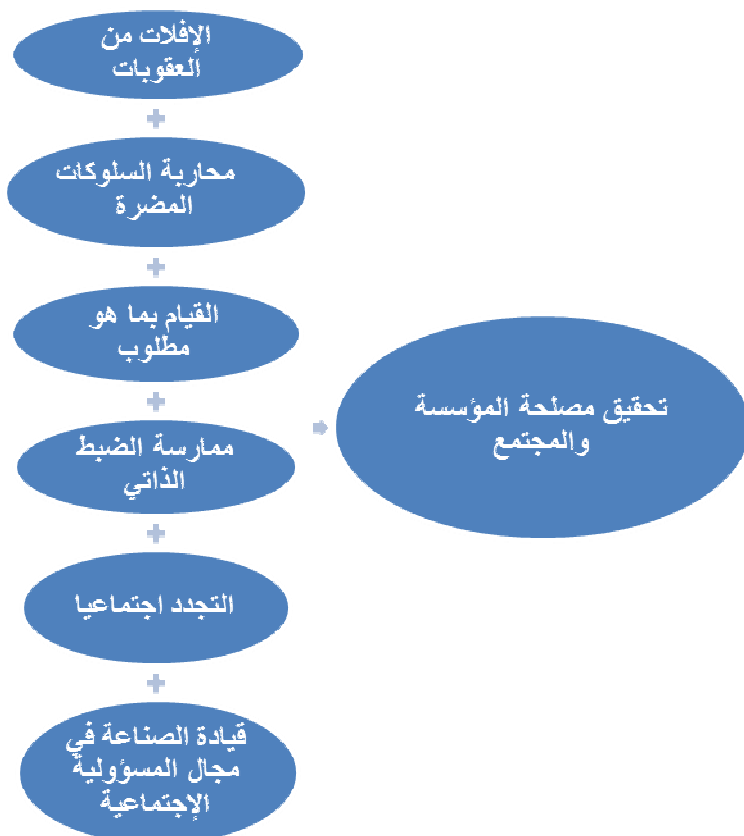 الإفلات من
العقوبات
محاربة السلوكات
المضرة
القيام بما هو
مطلوب
ممارسة الضبط
الذاتي
التجدد اجتماعيا
قيادة الصناعة في
مجال المسؤولية
الإجتماعية
تحقيق مصلحة المؤسسة
والمجتمع